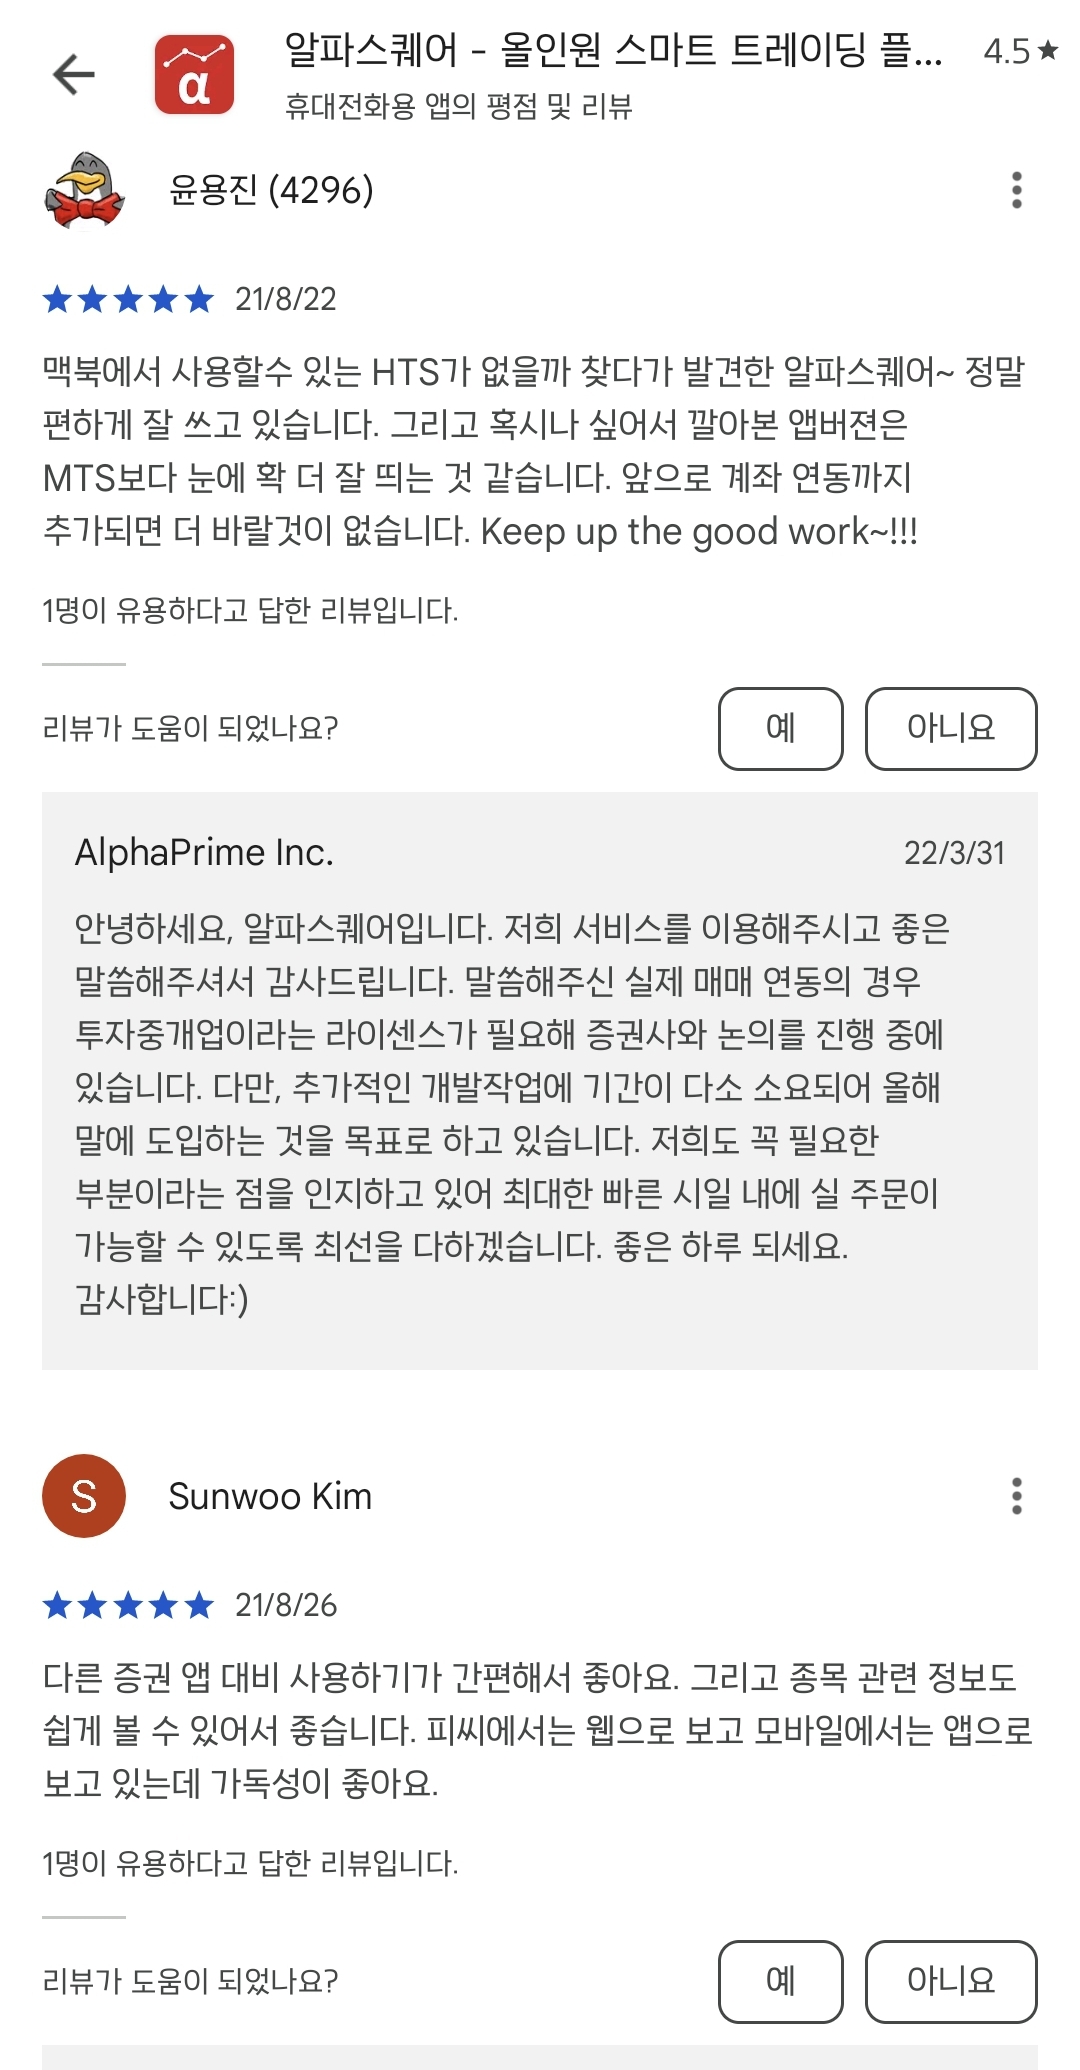 알파스퀘어 - 올인원 스마트 트레이딩 플...
4.5★
α
휴대전화용 앱의 평점 및 리뷰
윤용진 (4296)
★★★★★ 21/8/22
맥북에서 사용할수 있는 HTS가 없을까 찾다가 발견한 알파스퀘어~ 정말
편하게 잘 쓰고 있습니다. 그리고 혹시나 싶어서 깔아본 앱버젼은
MTS보다 눈에 확 더 잘 띄는 것 같습니다. 앞으로 계좌 연동까지
추가되면 더 바랄것이 없습니다. Keep up the good work~!!!
1명이 유용하다고 답한 리뷰입니다.
리뷰가 도움이 되었나요?
예
아니요
AlphaPrime Inc.
22/3/31
안녕하세요, 알파스퀘어입니다. 저희 서비스를 이용해주시고 좋은
말씀해주셔서 감사드립니다. 말씀해주신 실제 매매 연동의 경우
투자중개업이라는 라이센스가 필요해 증권사와 논의를 진행 중에
있습니다. 다만, 추가적인 개발작업에 기간이 다소 소요되어 올해
말에 도입하는 것을 목표로 하고 있습니다. 저희도 꼭 필요한
부분이라는 점을 인지하고 있어 최대한 빠른 시일 내에 실 주문이
가능할 수 있도록 최선을 다하겠습니다. 좋은 하루 되세요.
감사합니다:)
S
Sunwoo Kim
★★★★★ 21/8/26
다른 증권 앱 대비 사용하기가 간편해서 좋아요. 그리고 종목 관련 정보도
쉽게 볼 수 있어서 좋습니다. 피씨에서는 웹으로 보고 모바일에서는 앱으로
보고 있는데 가독성이 좋아요.
1명이 유용하다고 답한 리뷰입니다.
리뷰가 도움이 되었나요?
예
아니요